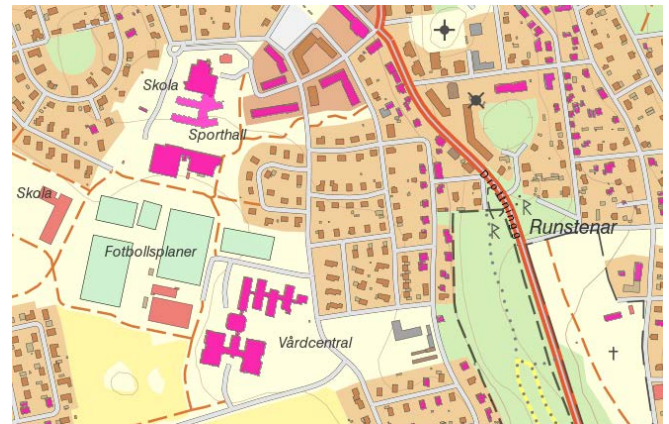 Skola
Sporthall
Skola
Fotbollsplaner
Runstenar
Vårdcentral